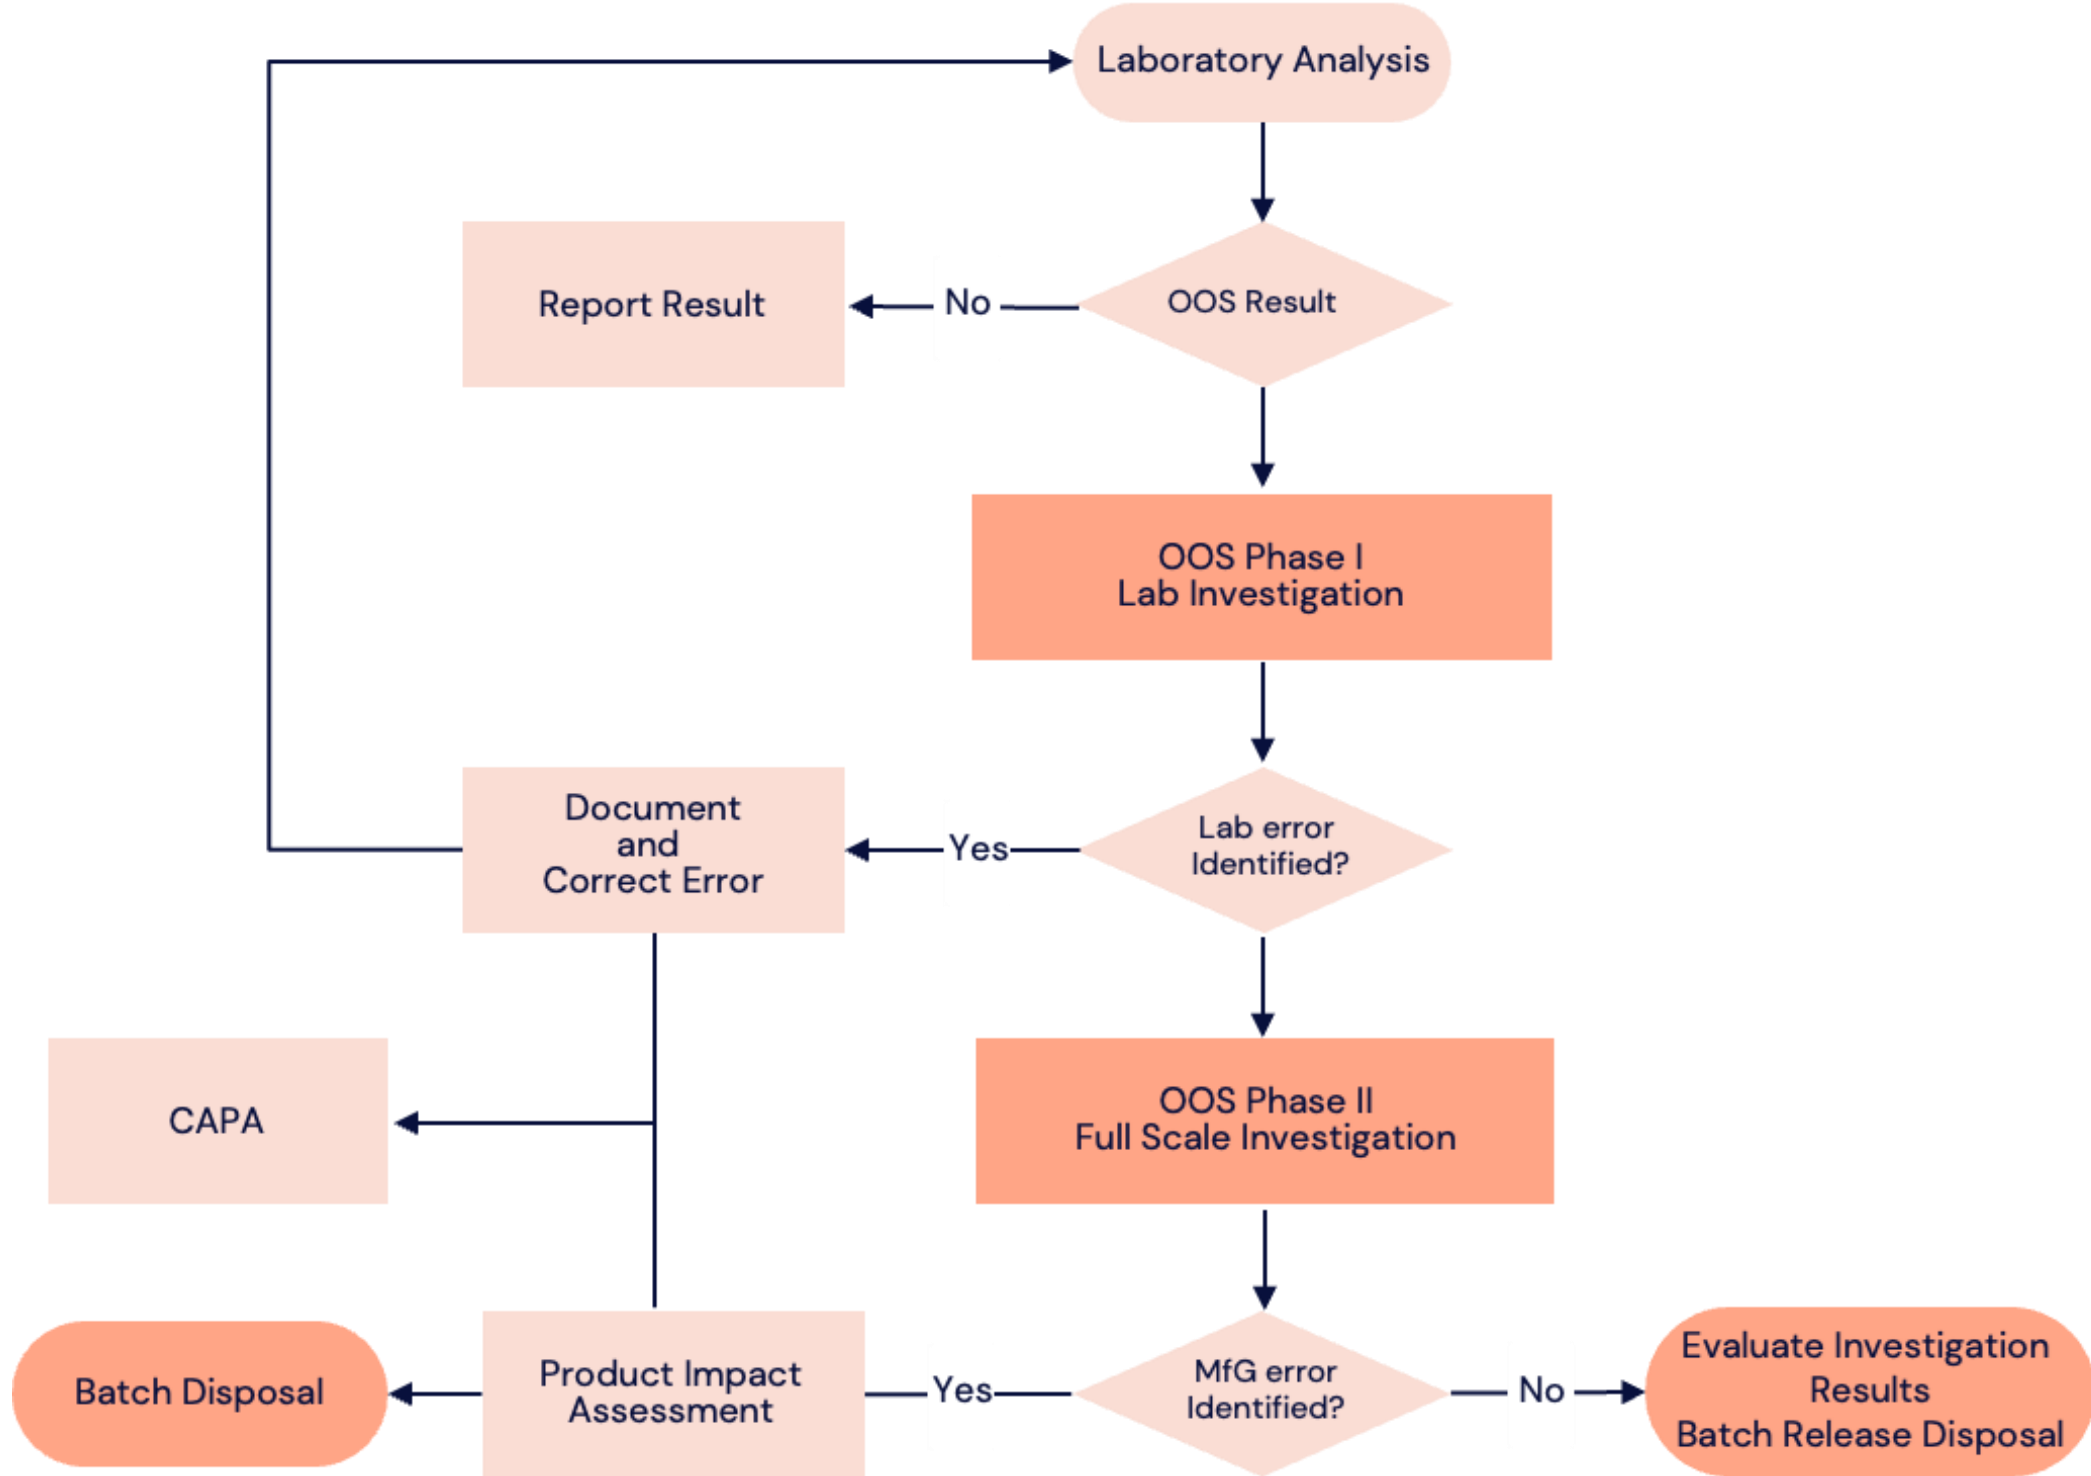 Laboratory Analysis
Report Result
No
OOS Result
OOS Phase I
Lab Investigation
Document
and
Correct Error
Yes
Lab error
Identified?
CAPA
OOS Phase II
Full Scale Investigation
Batch Disposal
Product Impact
Assessment
Yes
MfG error
Identified?
No
Evaluate Investigation
Results
Batch Release Disposal